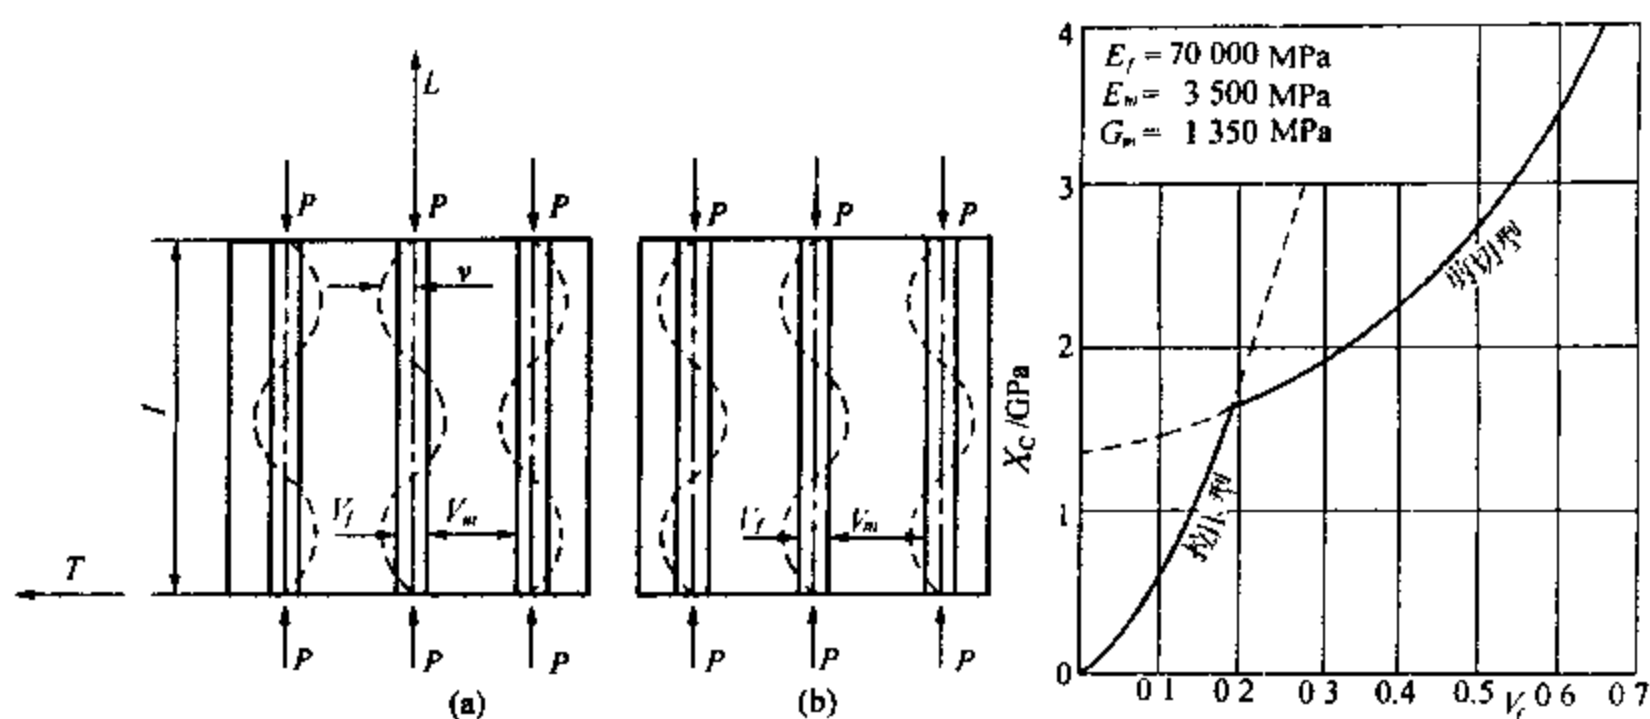 L
P P P
P P P
v
l
V_f V_m
V_f V_m
T
P P P
P P P
(a)
(b)
E_f = 70 000 MPa
E_m = 3 500 MPa
G_m = 1 350 MPa
4
3
2
1
0
X_C/GPa
剪切型
拉压型
0 1 0 2 0 3 0.4 0.5 0 6 0 7
V_f